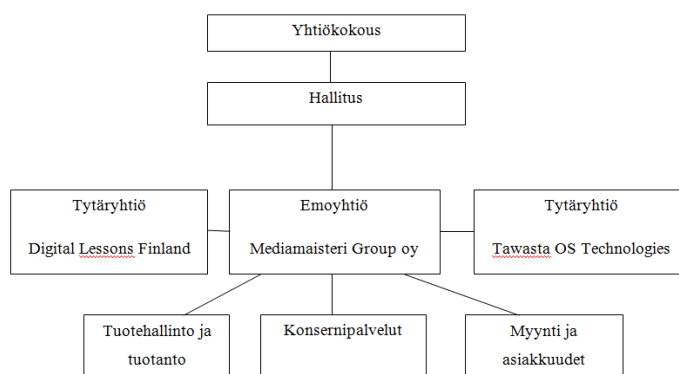 Yhtiökokous
Hallitus
Tytäryhtiö
Digital Lessons Finland
Emoyhtiö
Mediamaisteri Group oy
Tytäryhtiö
Tawasta OS Technologies
Tuotehallinto ja
tuotanto
Konsernipalvelut
Myynti ja
asiakkuudet